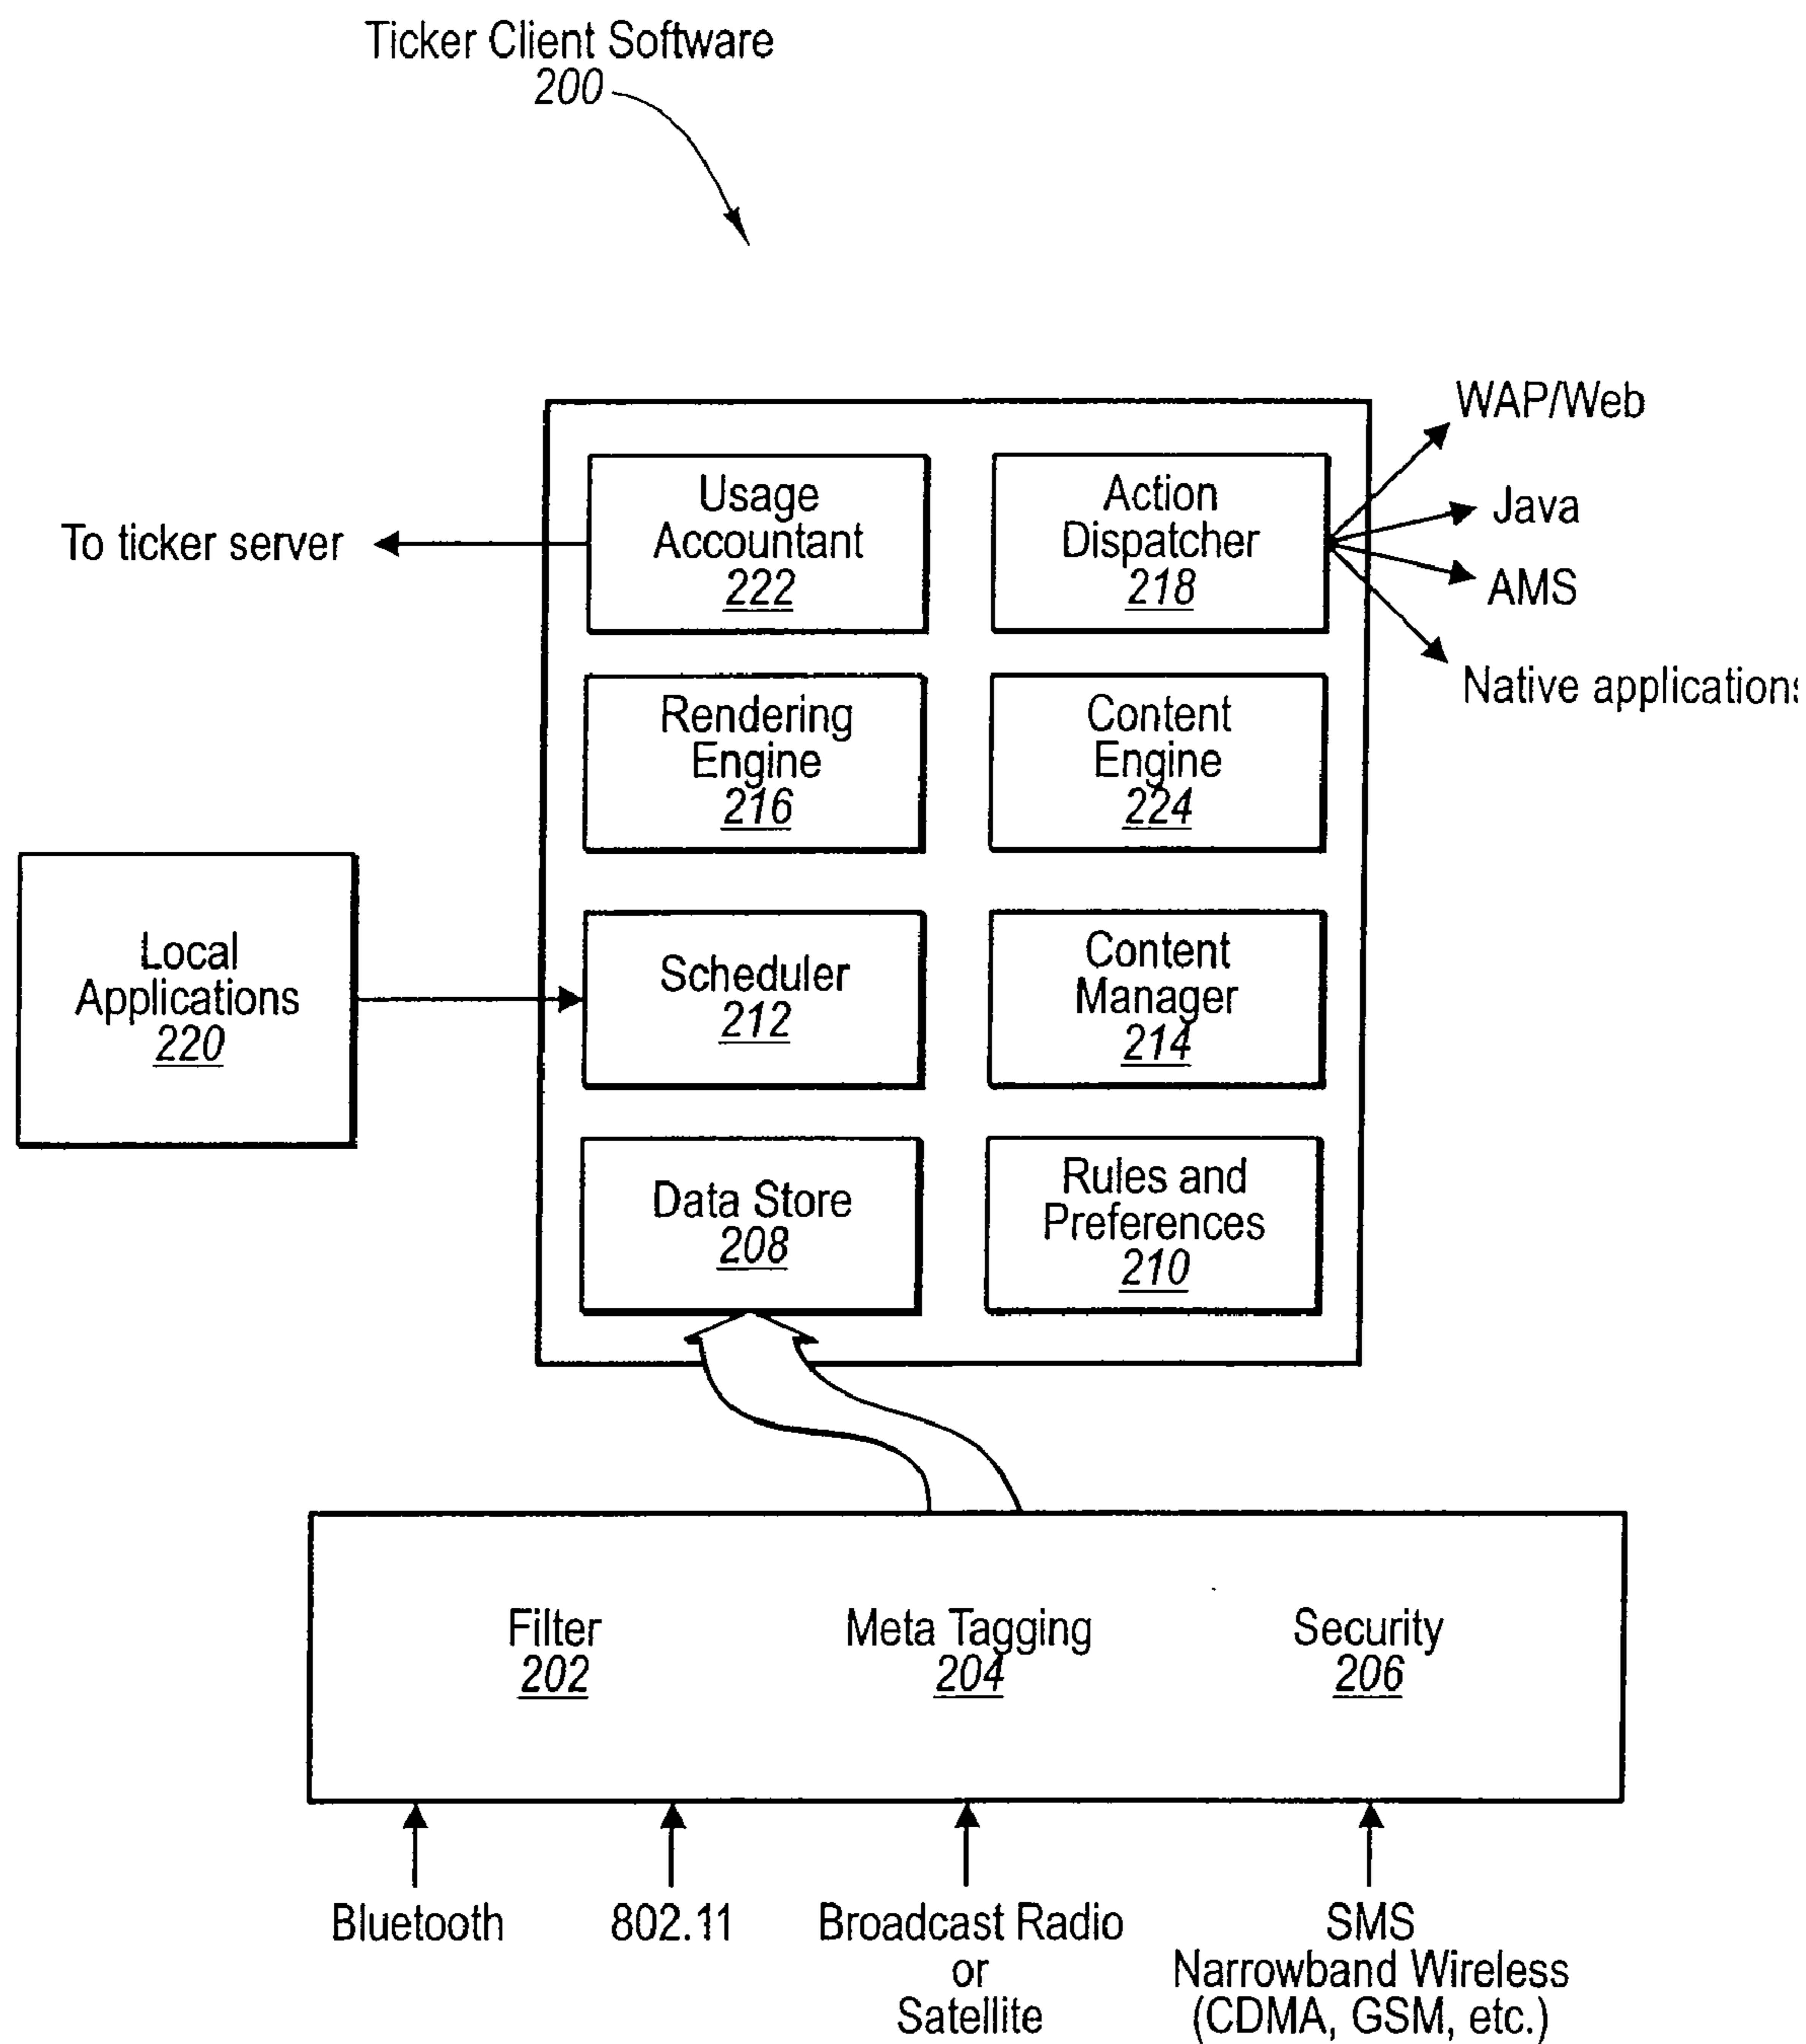 Ticker Client Software
200
WAP/Web
Java
AMS
Native applications
To ticker server
Usage
Accountant
222
Action
Dispatcher
218
Rendering
Engine
216
Content
Engine
224
Local
Applications
220
Scheduler
212
Content
Manager
214
Data Store
208
Rules and
Preferences
210
Filter
202
Meta Tagging
204
Security
206
Bluetooth
802.11
Broadcast Radio
or
Satellite
SMS
Narrowband Wireless
(CDMA, GSM, etc.)